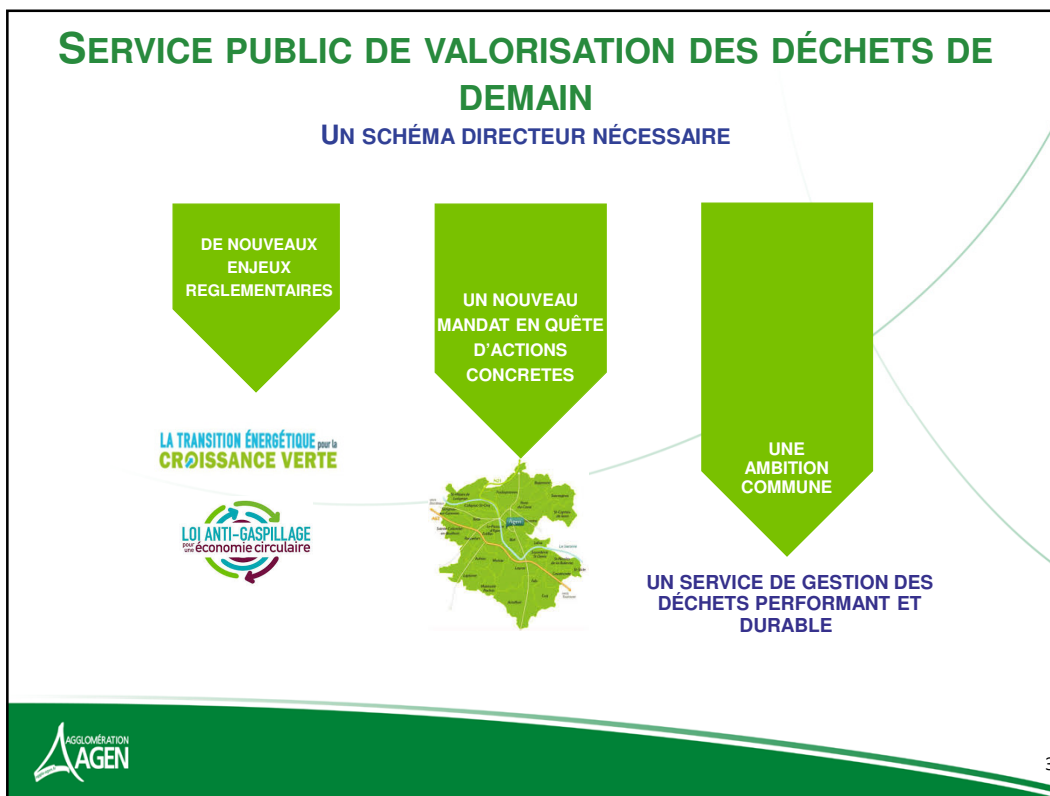 SERVICE PUBLIC DE VALORISATION DES DÉCHETS DE
DEMAIN
UN SCHÉMA DIRECTEUR NÉCESSAIRE
DE NOUVEAUX
ENJEUX
REGLEMENTAIRES
UN NOUVEAU
MANDAT EN QUÊTE
D’ACTIONS
CONCRETES
UNE
AMBITION
COMMUNE
LA TRANSITION ÉNERGÉTIQUE pour la
CROISSANCE VERTE
LOI ANTI-GASPILLAGE
pour une économie circulaire
Agen
UN SERVICE DE GESTION DES
DÉCHETS PERFORMANT ET
DURABLE
AGGLOMÉRATION
AGEN
3